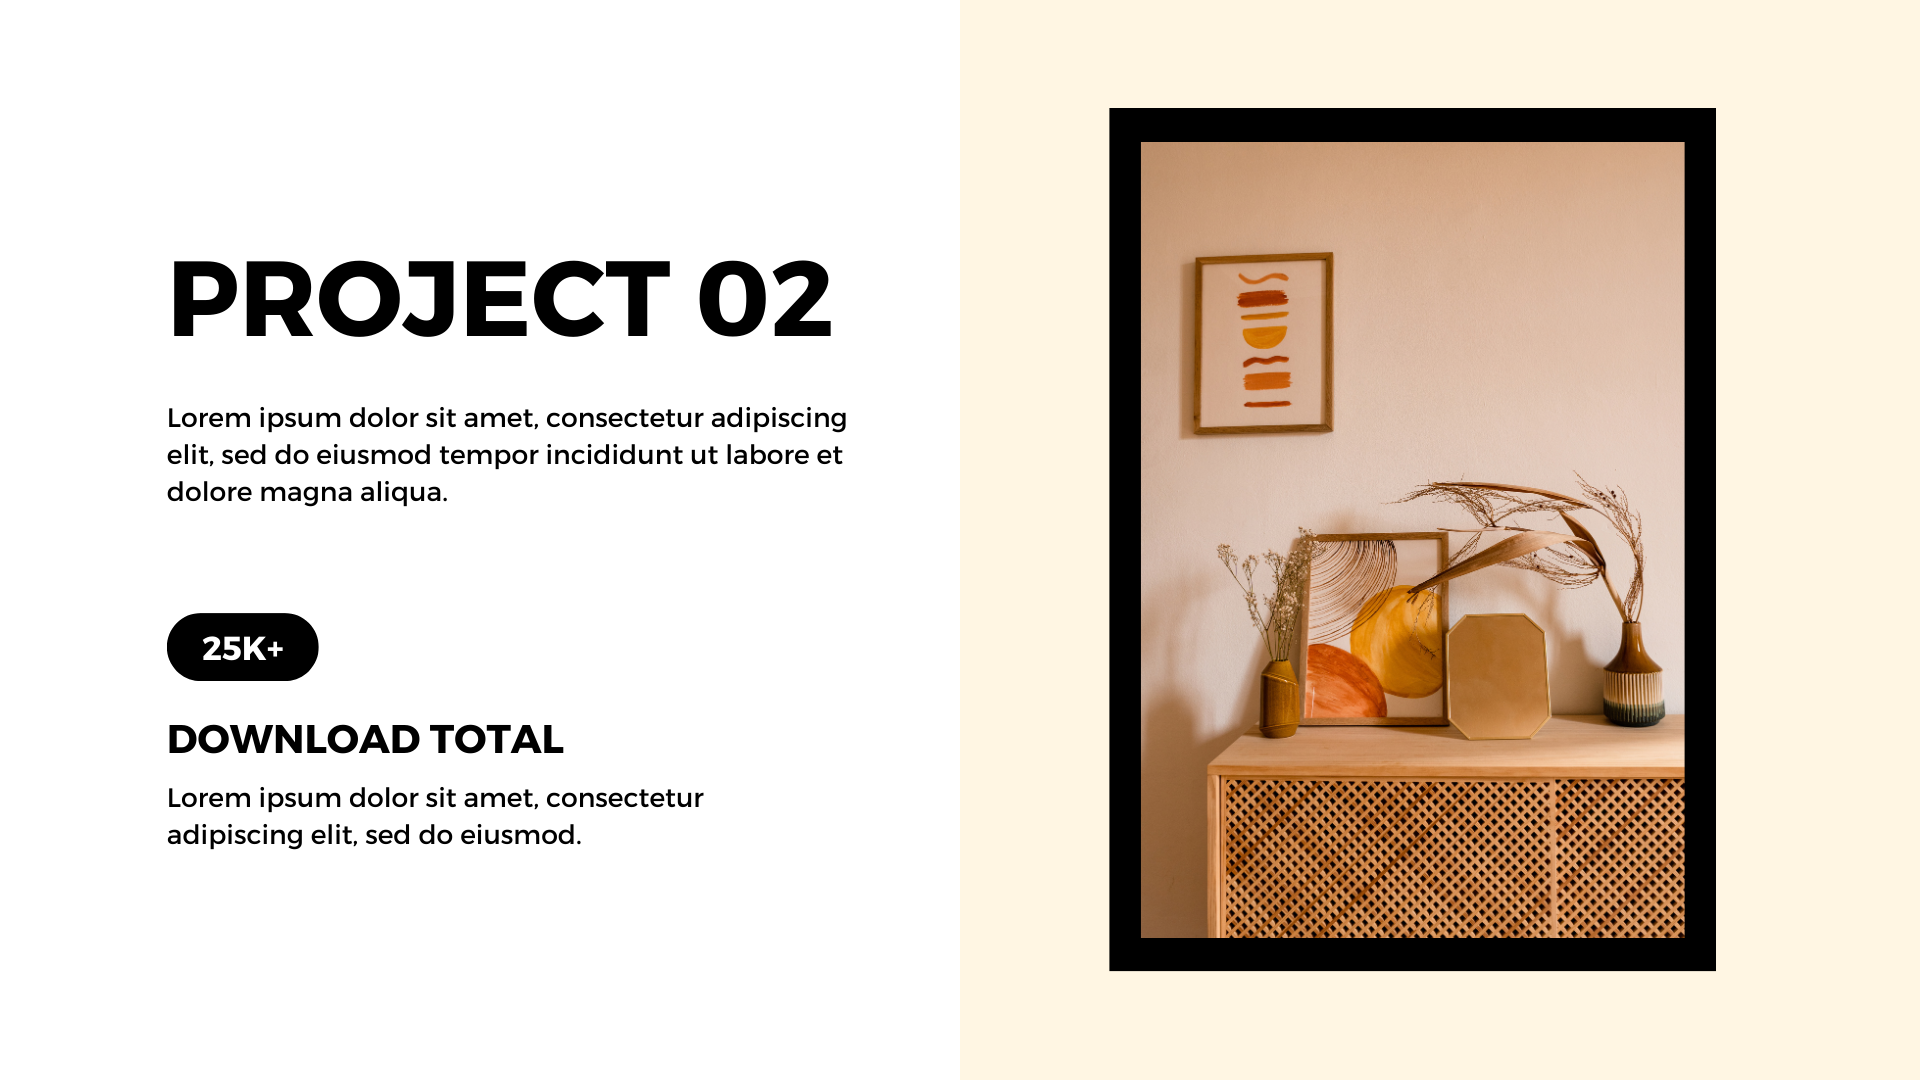 PROJECT 02
Lorem ipsum dolor sit amet, consectetur adipiscing
elit, sed do eiusmod tempor incididunt ut labore et
dolore magna aliqua.
25K+
DOWNLOAD TOTAL
Lorem ipsum dolor sit amet, consectetur
adipiscing elit, sed do eiusmod.